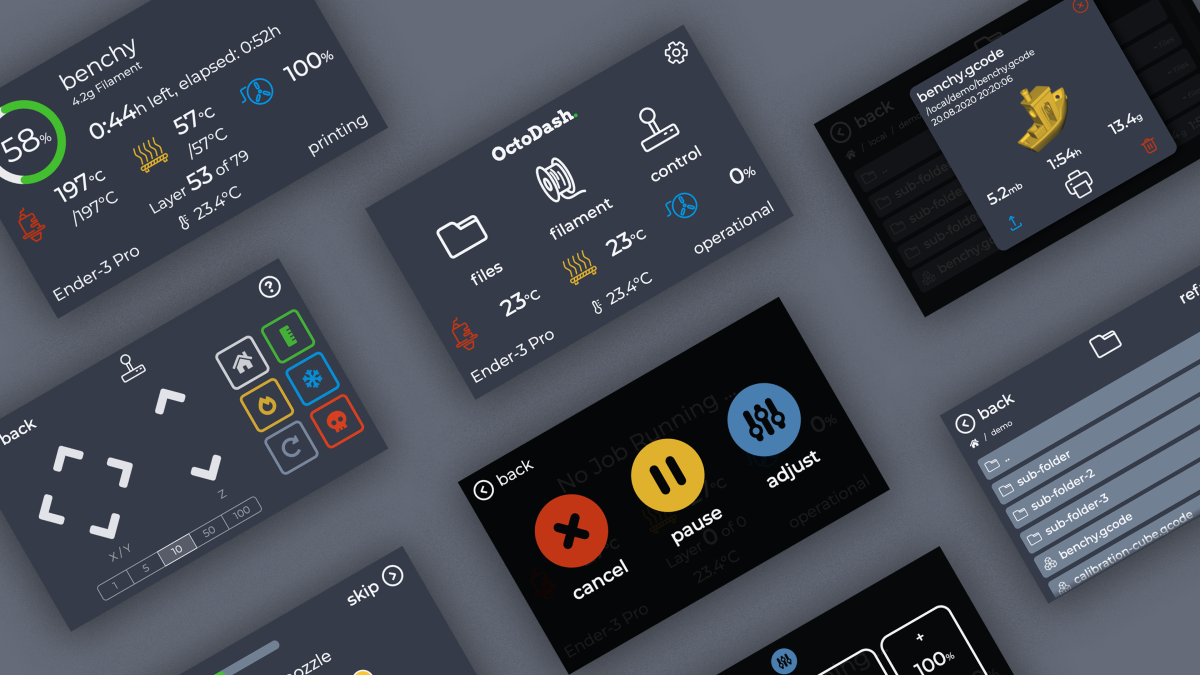 benchy
4.2g Filament
58%
0:44h left, elapsed: 0:52h
197°C
/197°C
57°C
/57°C
100%
Layer 53 of 79
23.4°C
Ender-3 Pro
printing
OctoDash.
files
filament
control
23°C
23°C
0%
23.4°C
Ender-3 Pro
operational
back
/ local / demo
..
sub-folder
sub-folder
sub-folder
benchy.gcode
benchy.gcode
/local/demo/benchy.gcode
20.08.2020 20:20:06
5.2mb
1:54h
13.4g
back
?
X/Y
Z
1
5
10
50
100
back
No Job Running ...
cancel
pause
adjust
0%
Layer 0 of 0
23.4°C
Ender-3 Pro
operational
back
/ demo
..
sub-folder
sub-folder-2
sub-folder-3
benchy.gcode
calibration-cube.gcode
skip
+
100%